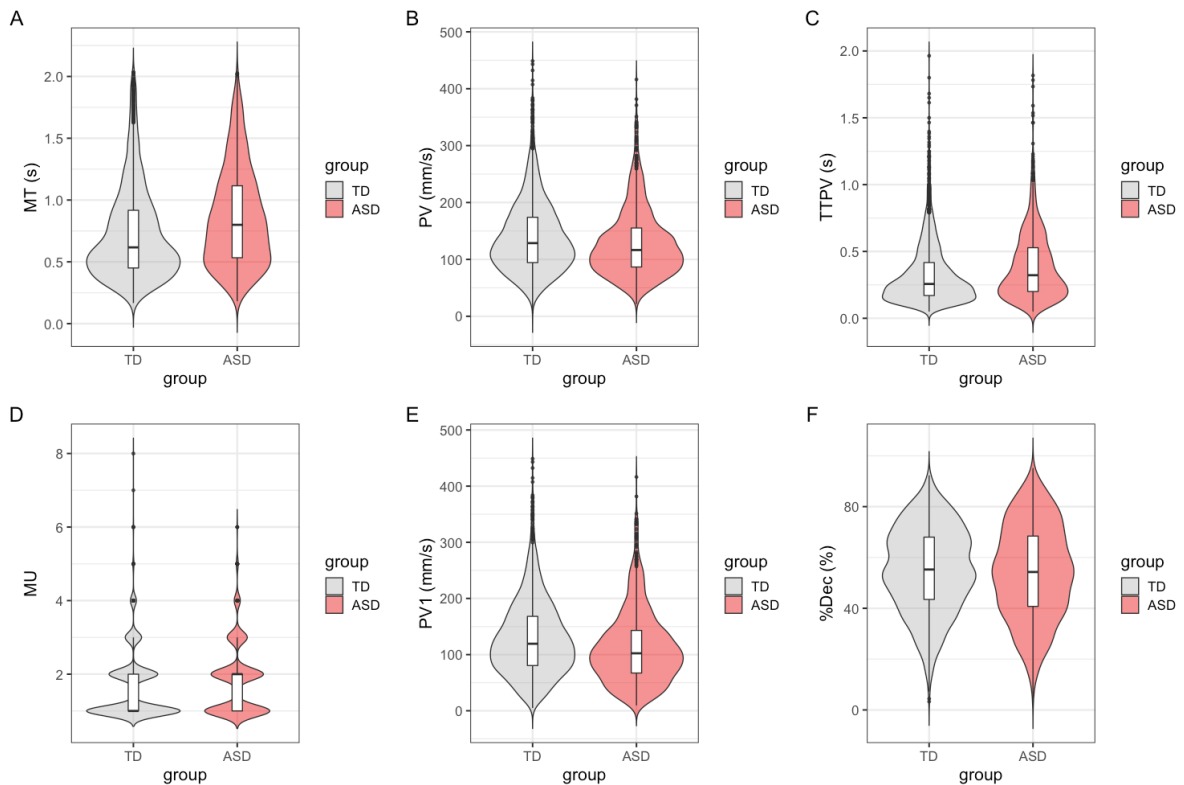 A
MT (s)
2.0
1.5
1.0
0.5
0.0
TD
ASD
group
group
TD
ASD
B
PV (mm/s)
500
400
300
200
100
0
TD
ASD
group
group
TD
ASD
C
TTPV (s)
2.0
1.5
1.0
0.5
0.0
TD
ASD
group
group
TD
ASD
D
MU
8
6
4
2
TD
ASD
group
group
TD
ASD
E
PV1 (mm/s)
500
400
300
200
100
0
TD
ASD
group
group
TD
ASD
F
%Dec (%)
80
40
0
TD
ASD
group
group
TD
ASD